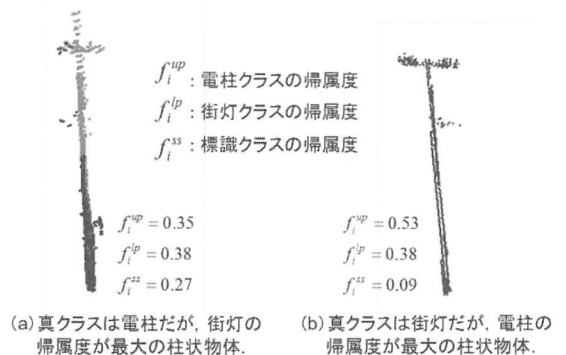 f_i^{up} : 電柱クラスの帰属度
f_i^{lp} : 街灯クラスの帰属度
f_i^{ss} : 標識クラスの帰属度
f_i^{up} = 0.35
f_i^{lp} = 0.38
f_i^{ss} = 0.27
f_i^{up} = 0.53
f_i^{lp} = 0.38
f_i^{ss} = 0.09
(a) 真クラスは電柱だが, 街灯の
帰属度が最大の柱状物体.
(b) 真クラスは街灯だが, 電柱の
帰属度が最大の柱状物体.